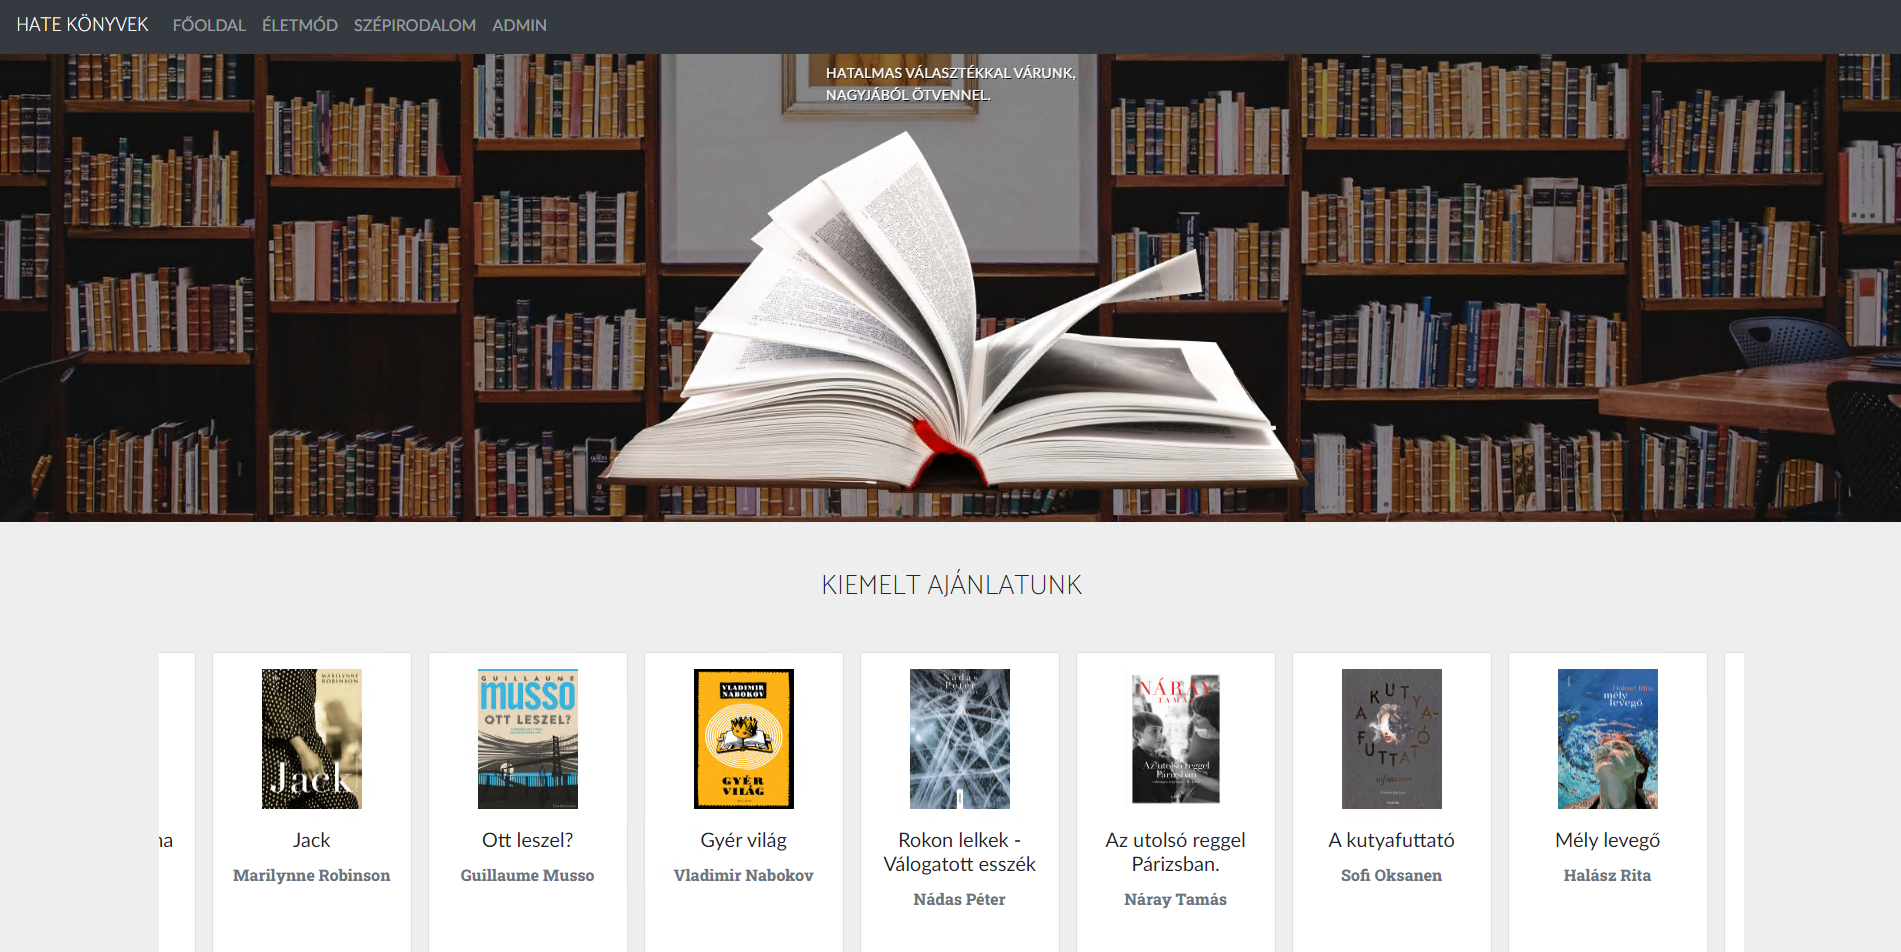 HATE KÖNYVEK FŐOLDAL ÉLETMÓD SZÉPIRODALOM ADMIN
HATALMAS VÁLASZTÉKKAL VÁRUNK,
NAGYJÁBÓL ÖTVENNEL.
KIEMELT AJÁNLATUNK
MARILYNNE
ROBINSON
Jack
GUILLAUME
musso
OTT LESZEL?
VLADIMIR
NABOKOV
GYÉR
VILÁG
Nádas
Péter
NÁRAY
TAMÁS
Az utolsó reggel
Párizsban
A KUTYA-
FUTTATÓ
Halász Rita
mély
levegő
Jack
Marilynne Robinson
Ott leszel?
Guillaume Musso
Gyér világ
Vladimir Nabokov
Rokon lelkek -
Válogatott esszék
Nádas Péter
Az utolsó reggel
Párizsban.
Náray Tamás
A kutyafuttató
Sofi Oksanen
Mély levegő
Halász Rita